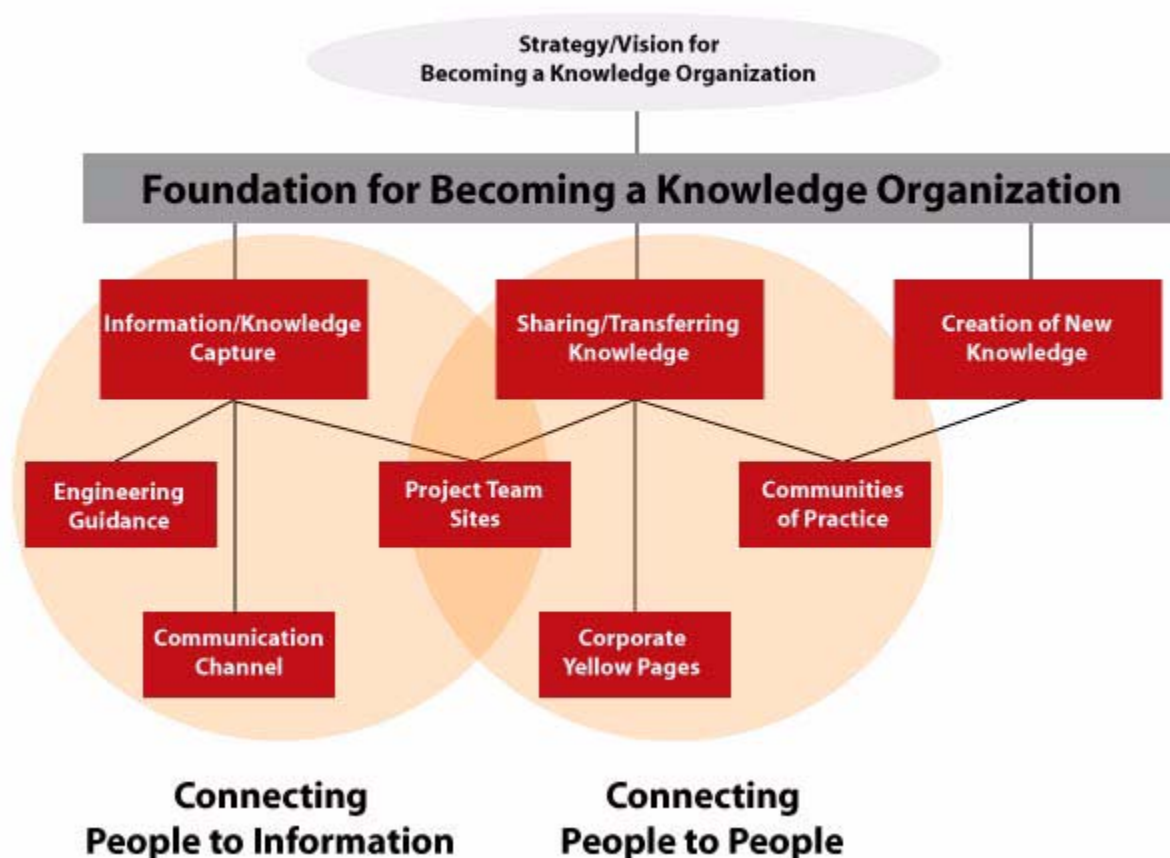 Strategy/Vision for
Becoming a Knowledge Organization
Foundation for Becoming a Knowledge Organization
Information/Knowledge
Capture
Sharing/Transferring
Knowledge
Creation of New
Knowledge
Engineering
Guidance
Project Team
Sites
Communities
of Practice
Communication
Channel
Corporate
Yellow Pages
Connecting
People to Information
Connecting
People to People